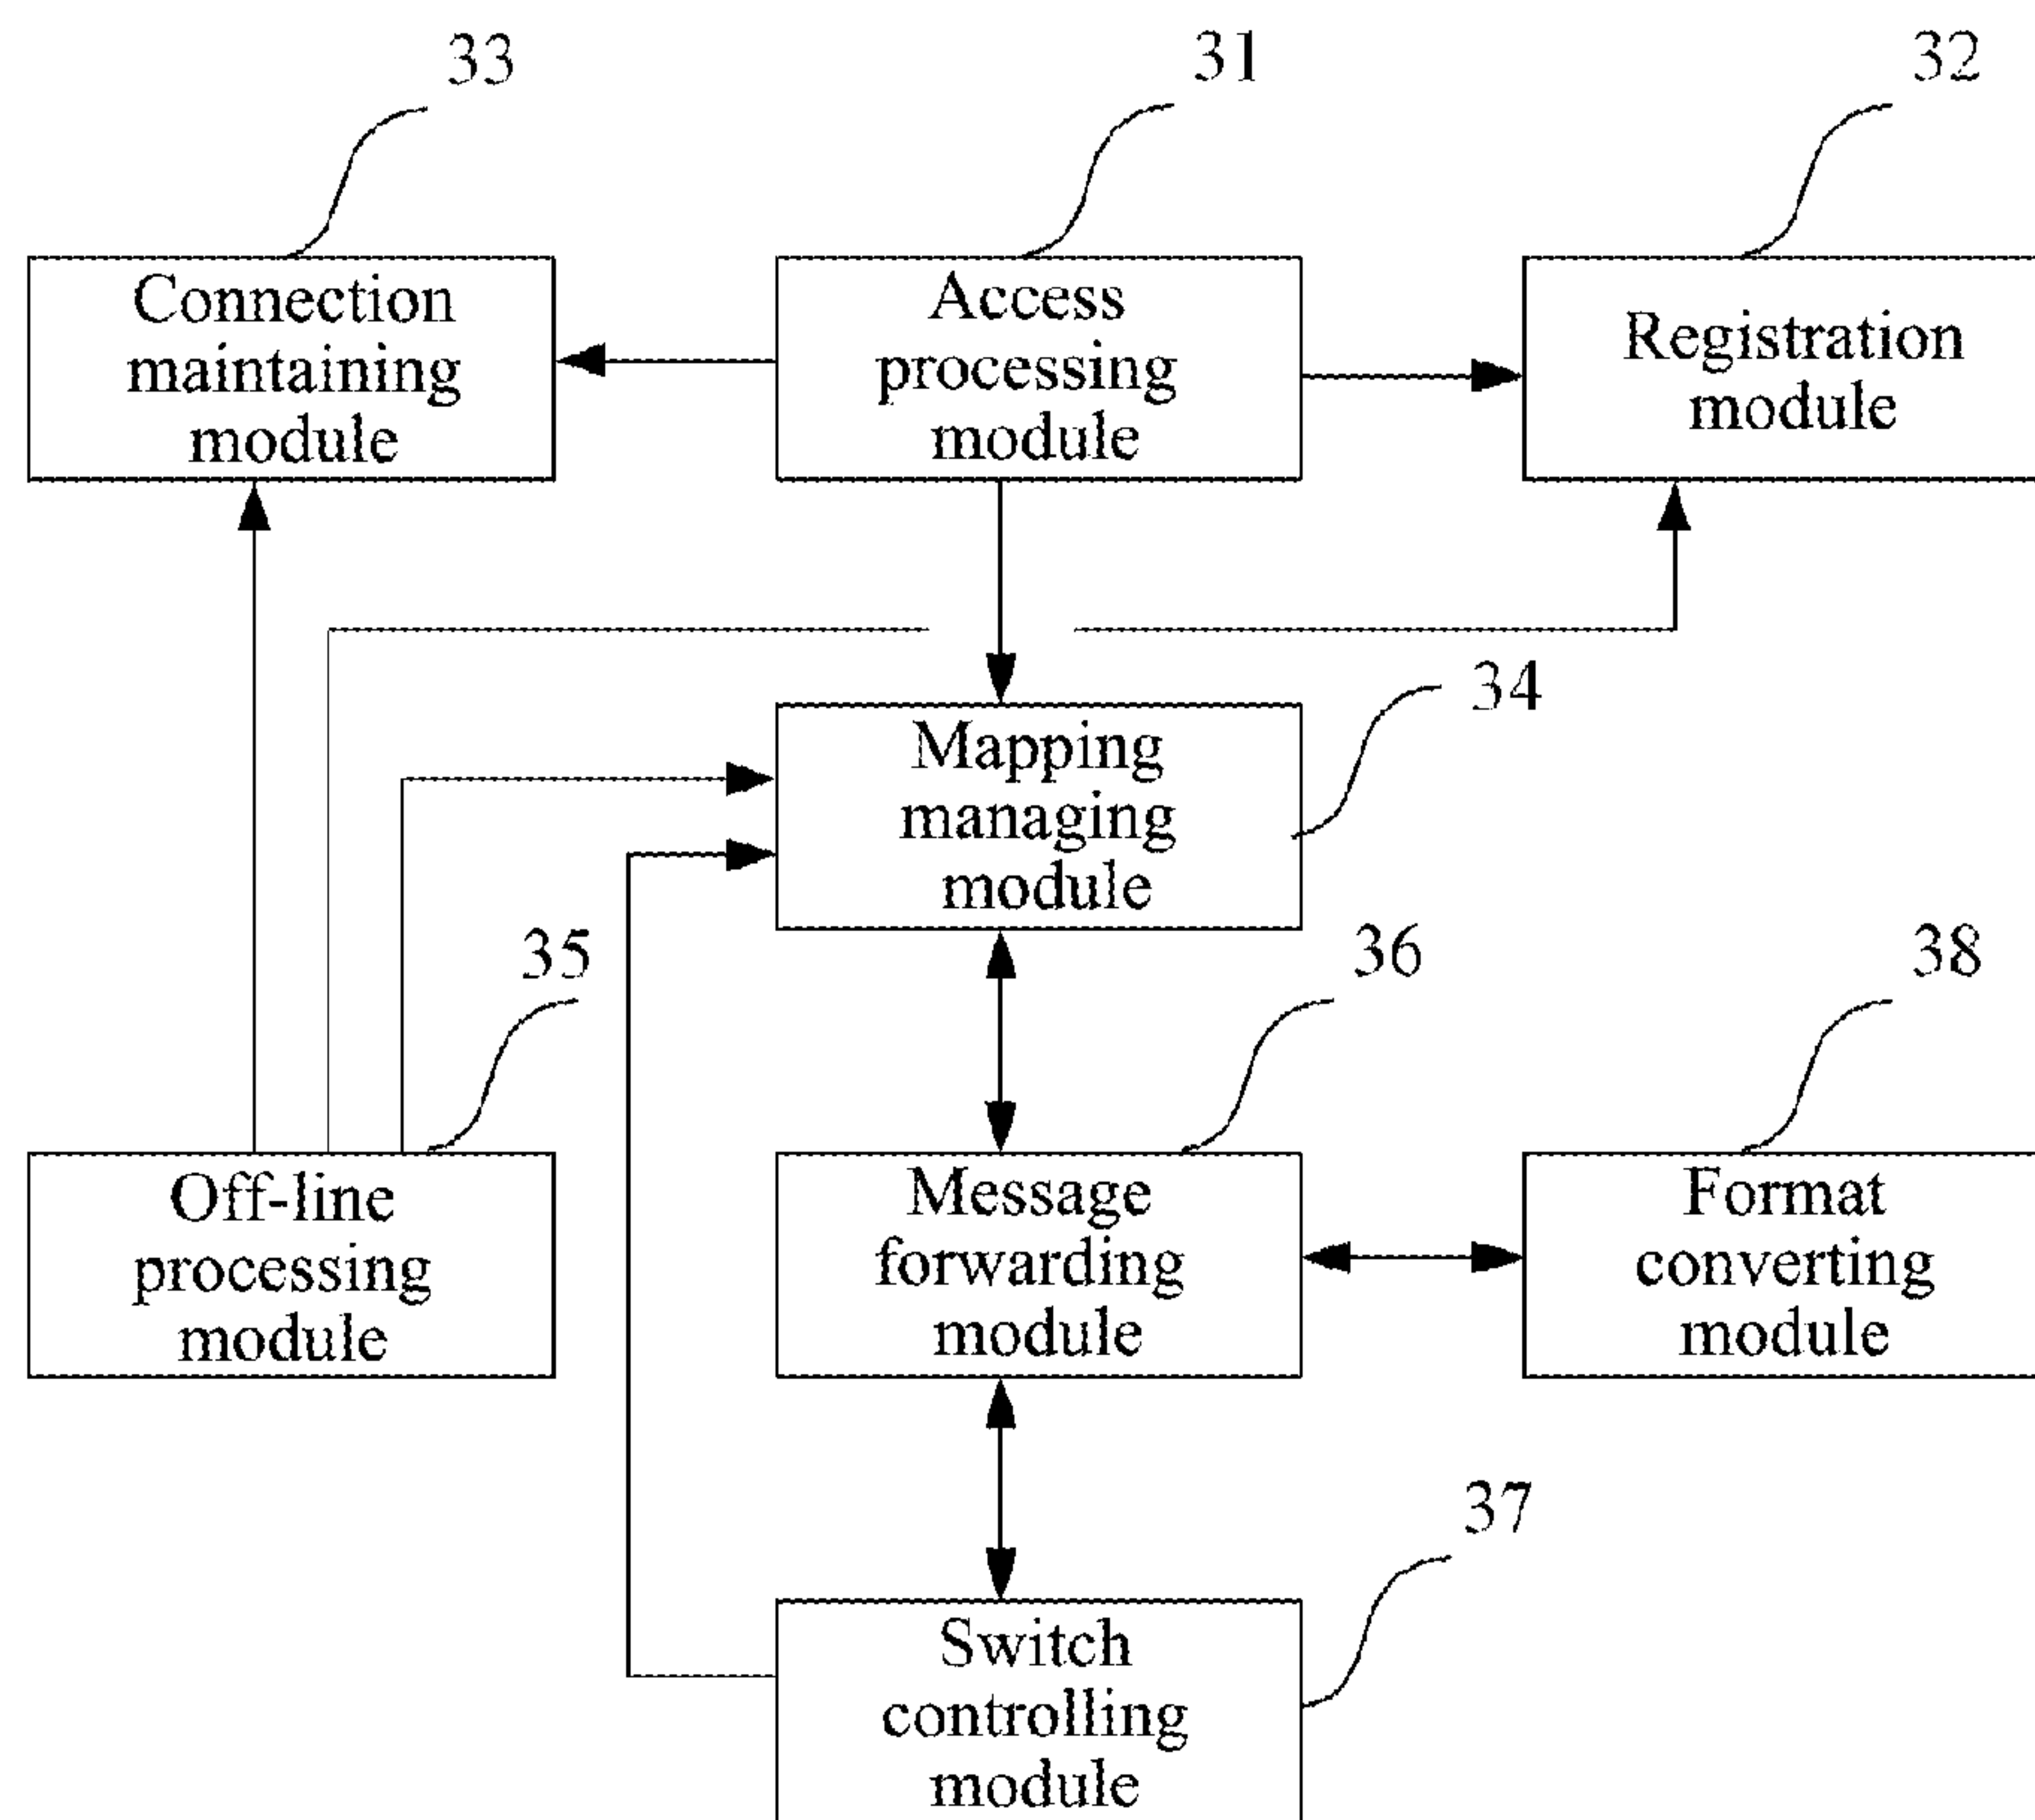 33
31
32
Connection
maintaining
module
Access
processing
module
Registration
module
34
Mapping
managing
module
35
36
38
Off-line
processing
module
Message
forwarding
module
Format
converting
module
37
Switch
controlling
module